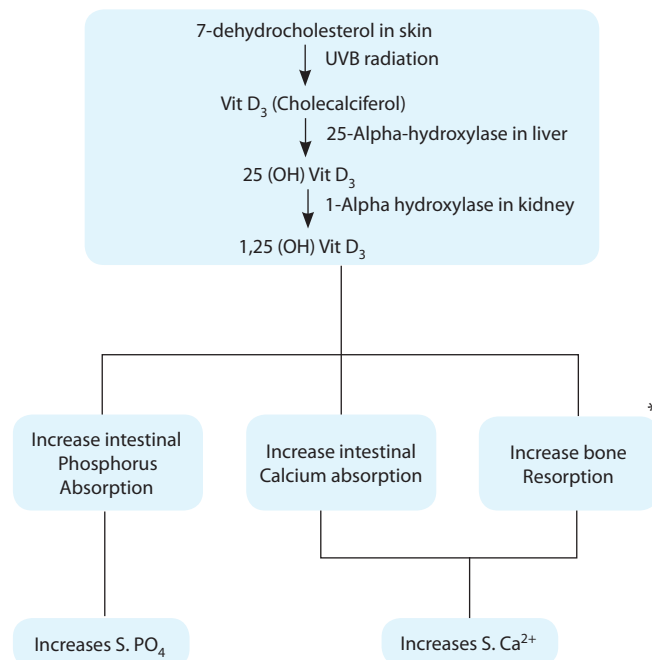 7-dehydrocholesterol in skin
UVB radiation
Vit D₃ (Cholecalciferol)
25-Alpha-hydroxylase in liver
25 (OH) Vit D₃
1-Alpha hydroxylase in kidney
1,25 (OH) Vit D₃
*
Increase intestinal
Phosphorus
Absorption
Increase intestinal
Calcium absorption
Increase bone
Resorption
Increases S. PO₄
Increases S. Ca²⁺